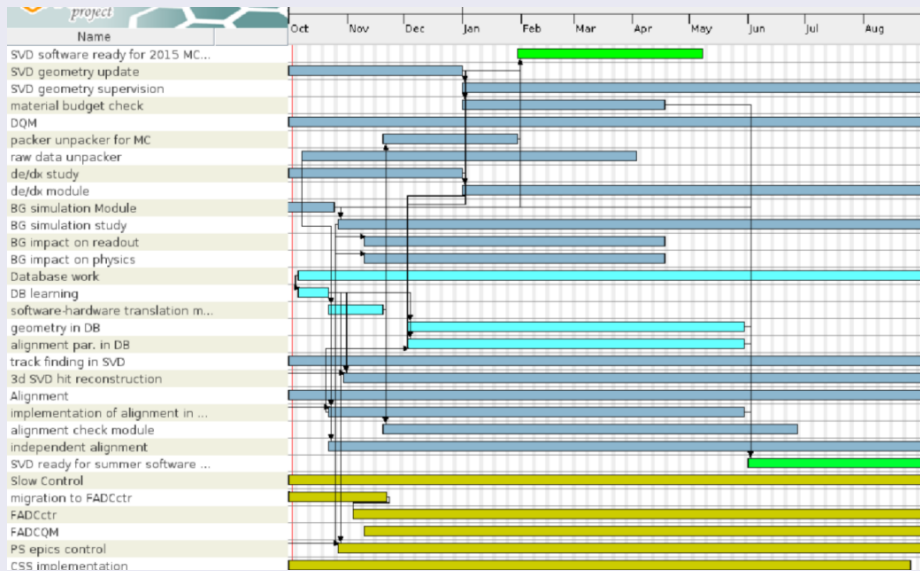 project
Oct Nov Dec Jan Feb Mar Apr May Jun Jul Aug
Name
SVD software ready for 2015 MC...
SVD geometry update
SVD geometry supervision
material budget check
DQM
packer unpacker for MC
raw data unpacker
de/dx study
de/dx module
BG simulation Module
BG simulation study
BG impact on readout
BG impact on physics
Database work
DB learning
software-hardware translation m...
geometry in DB
alignment par. in DB
track finding in SVD
3d SVD hit reconstruction
Alignment
implementation of alignment in ...
alignment check module
independent alignment
SVD ready for summer software ...
Slow Control
migration to FADCctr
FADCctr
FADCQM
PS epics control
CSS implementation